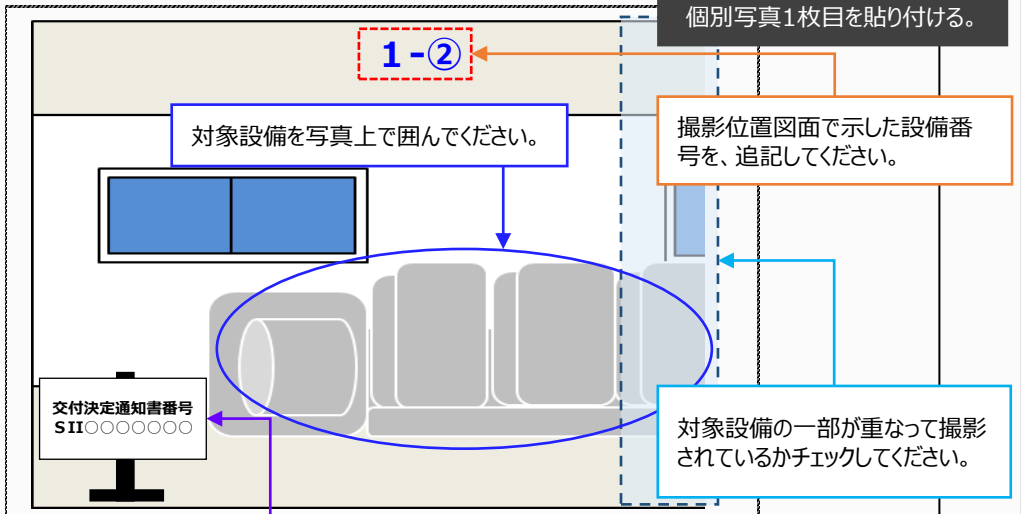 個別写真1枚目を貼り付ける。
1-②
対象設備を写真上で囲んでください。
撮影位置図面で示した設備番
号を、追記してください。
交付決定通知書番号
SII○○○○○○○
対象設備の一部が重なって撮影
されているかチェックしてください。